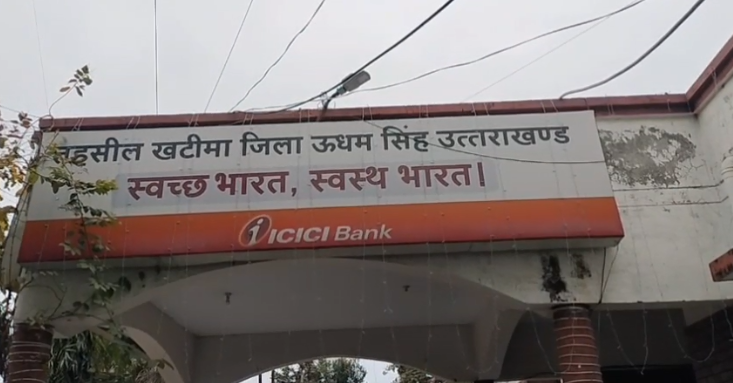 तहसील खटीमा जिला ऊधम सिंह उत्तराखण्ड
स्वच्छ भारत, स्वस्थ भारत।
ICICI Bank